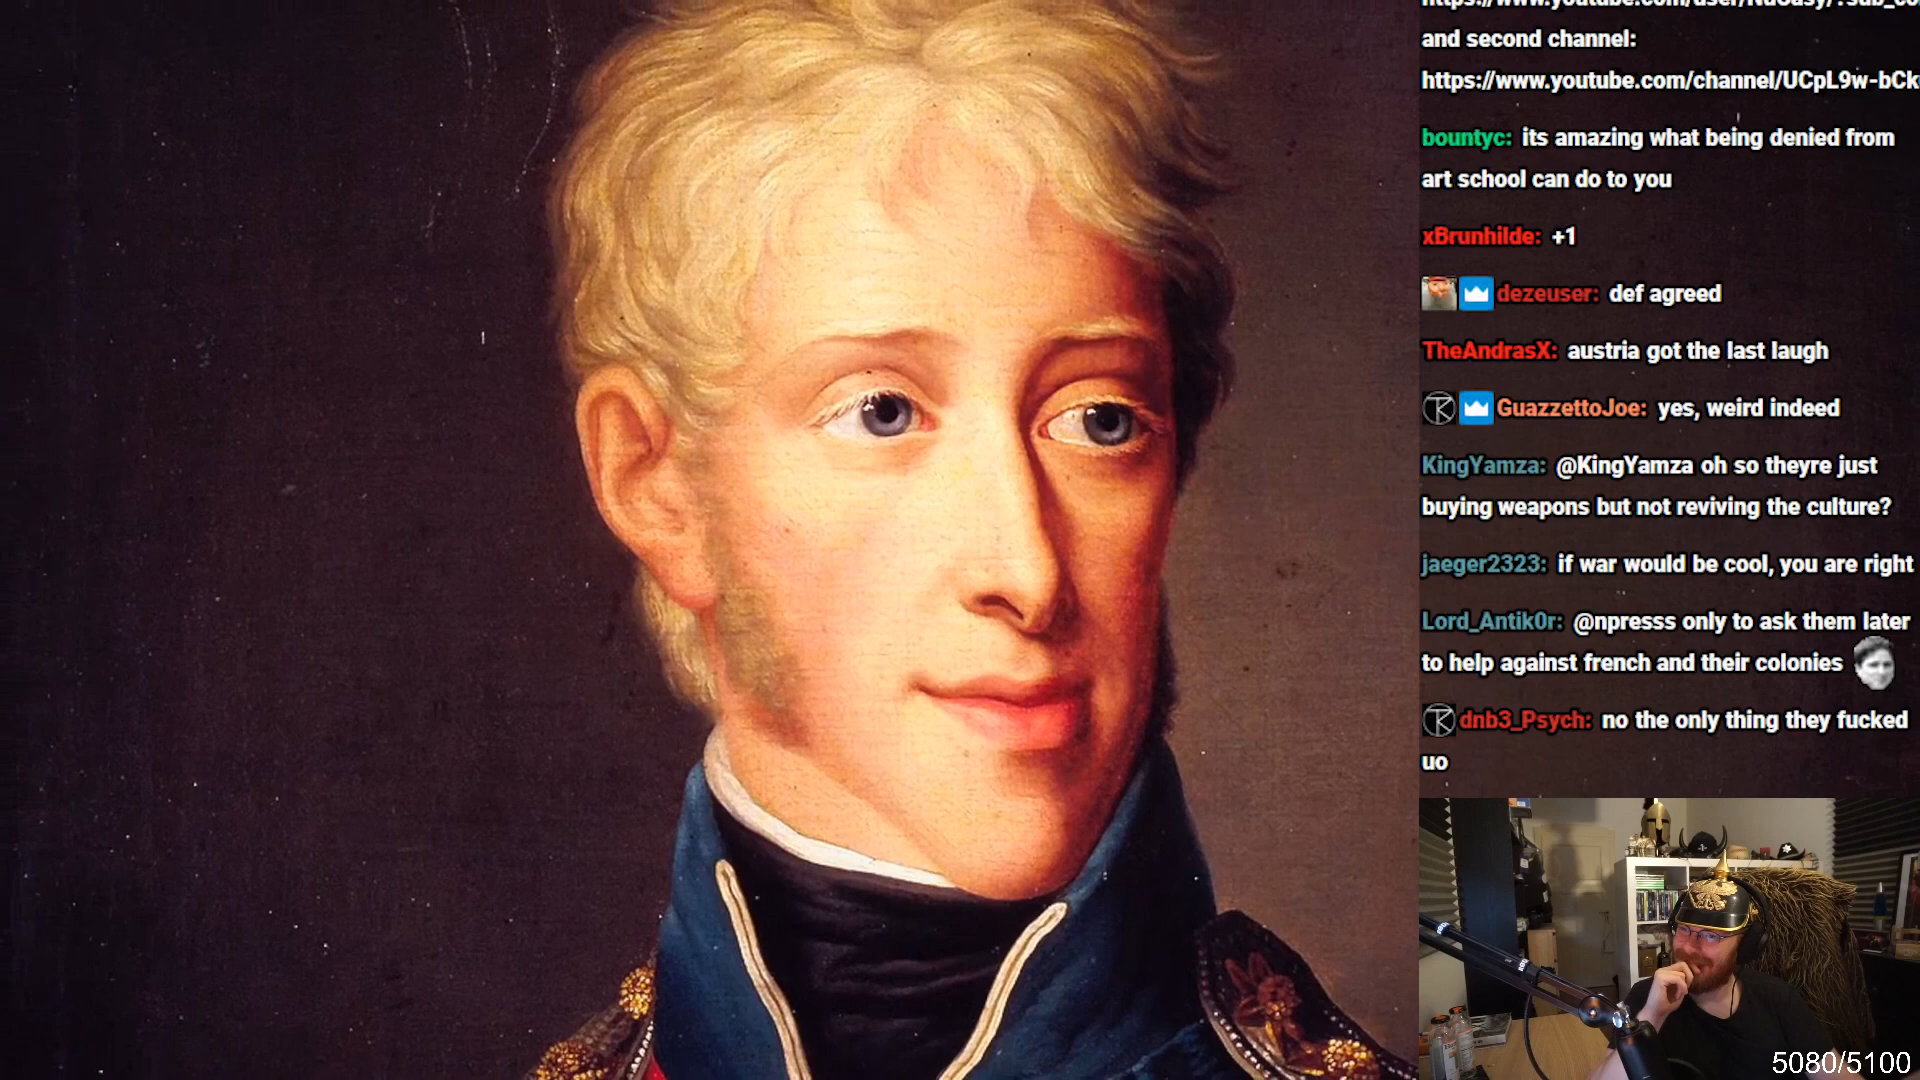 and second channel:
https://www.youtube.com/channel/UCpL9w-bCk
bountyc: its amazing what being denied from
art school can do to you
xBrunhilde: +1
dezeuser: def agreed
TheAndrasX: austria got the last laugh
GuazzettoJoe: yes, weird indeed
KingYamza: @KingYamza oh so theyre just
buying weapons but not reviving the culture?
jaeger2323: if war would be cool, you are right
Lord_Antik0r: @npresss only to ask them later
to help against french and their colonies
dnb3_Psych: no the only thing they fucked
uo
5080/5100